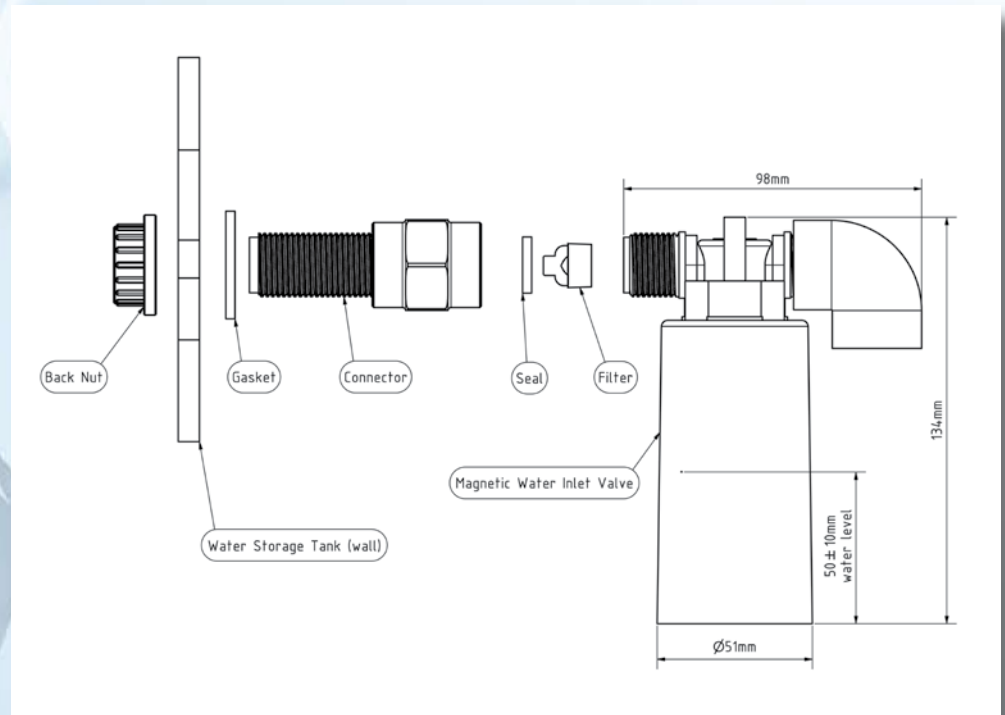 98mm
Back Nut
Gasket
Connector
Seal
Filter
134mm
Magnetic Water Inlet Valve
50±10mm
water level
Water Storage Tank (wall)
Ø51mm